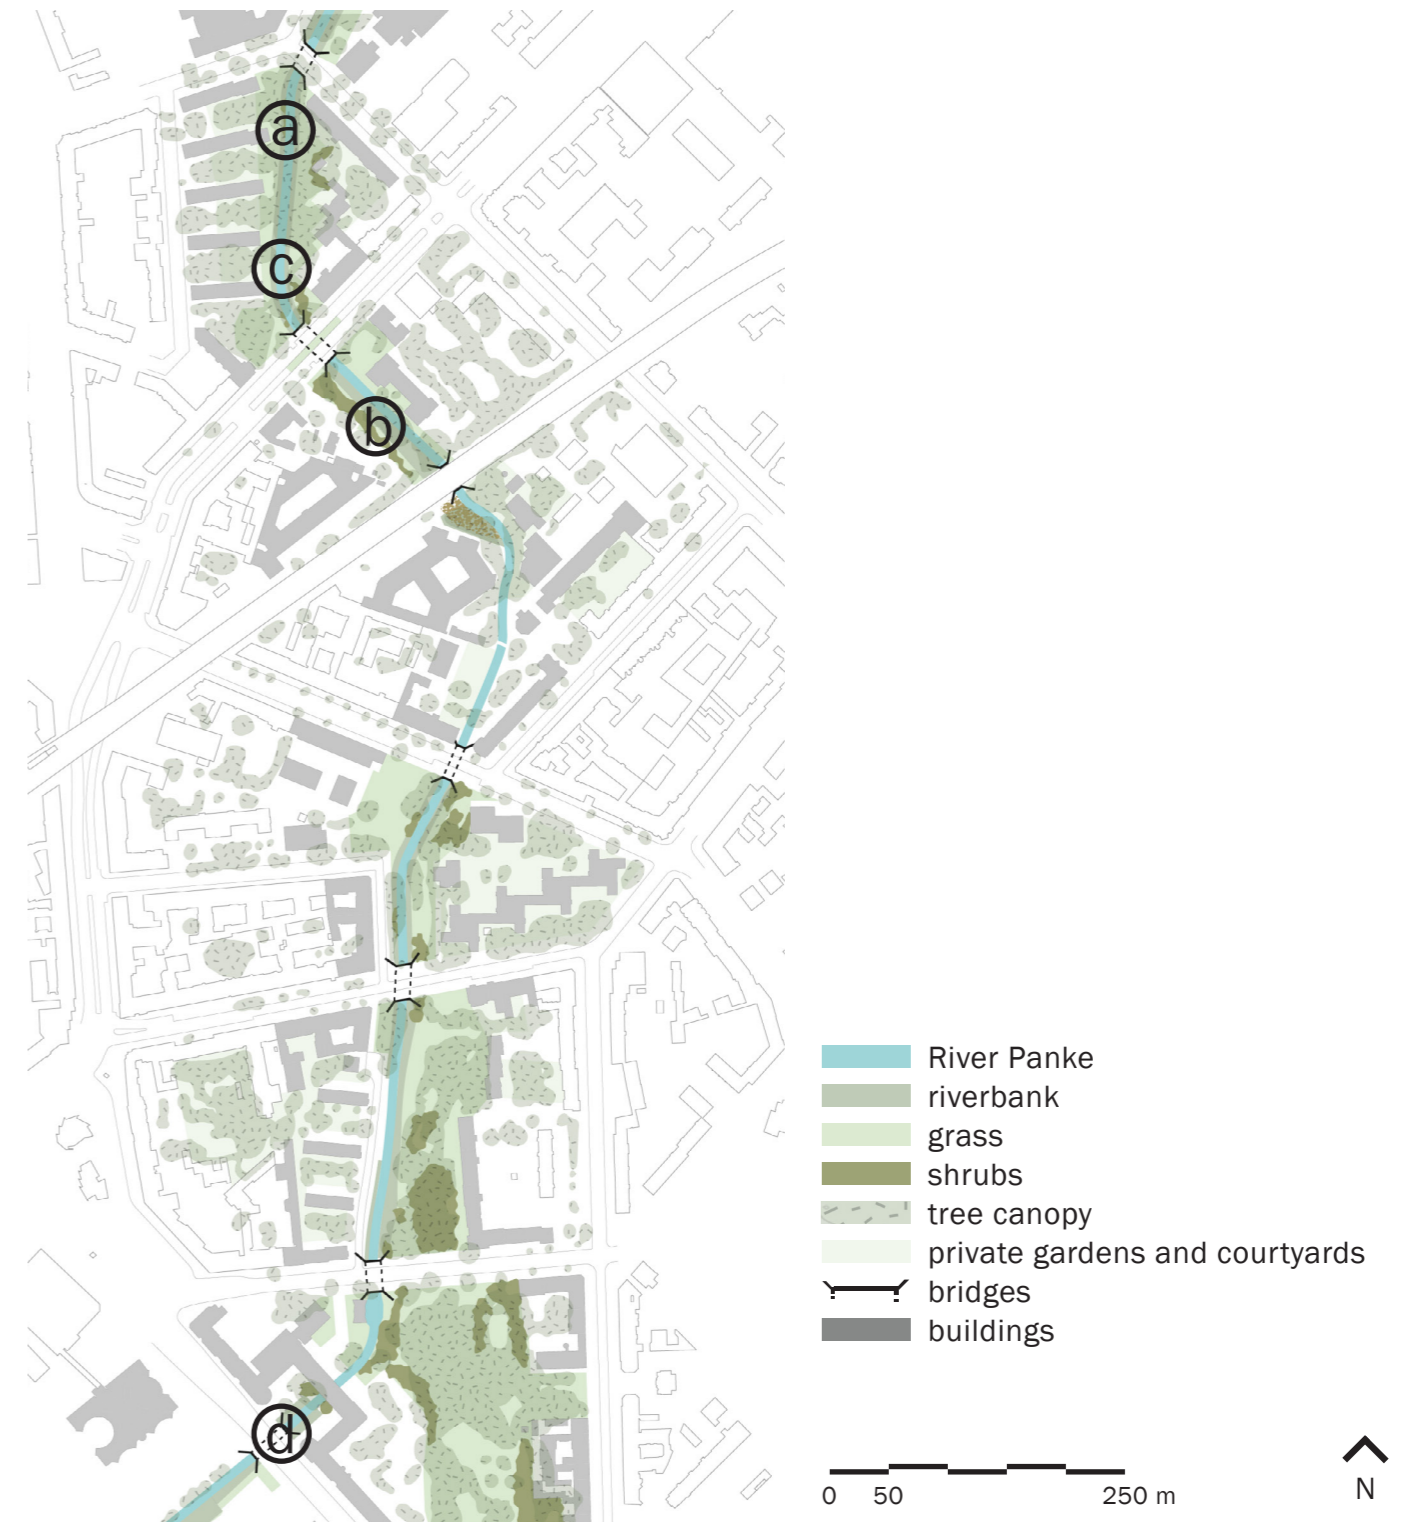 a
c
b
d
River Panke
riverbank
grass
shrubs
tree canopy
private gardens and courtyards
bridges
buildings
0 50 250 m
N